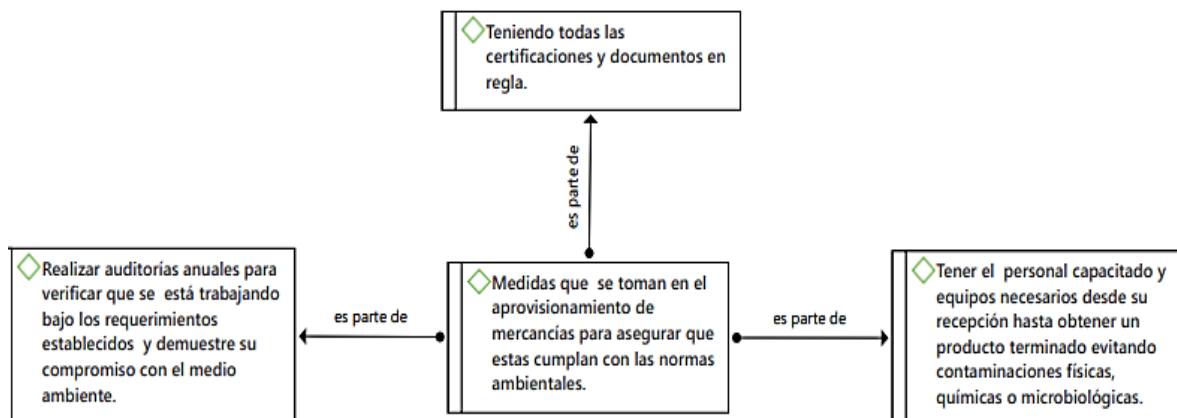 Teniendo todas las
certificaciones y documentos en
regla.
es parte de
Realizar auditorías anuales para
verificar que se está trabajando
bajo los requerimientos
establecidos y demuestre su
compromiso con el medio
ambiente.
es parte de
Medidas que se toman en el
aprovisionamiento de
mercancías para asegurar que
estas cumplan con las normas
ambientales.
es parte de
Tener el personal capacitado y
equipos necesarios desde su
recepción hasta obtener un
producto terminado evitando
contaminaciones físicas,
químicas o microbiológicas.